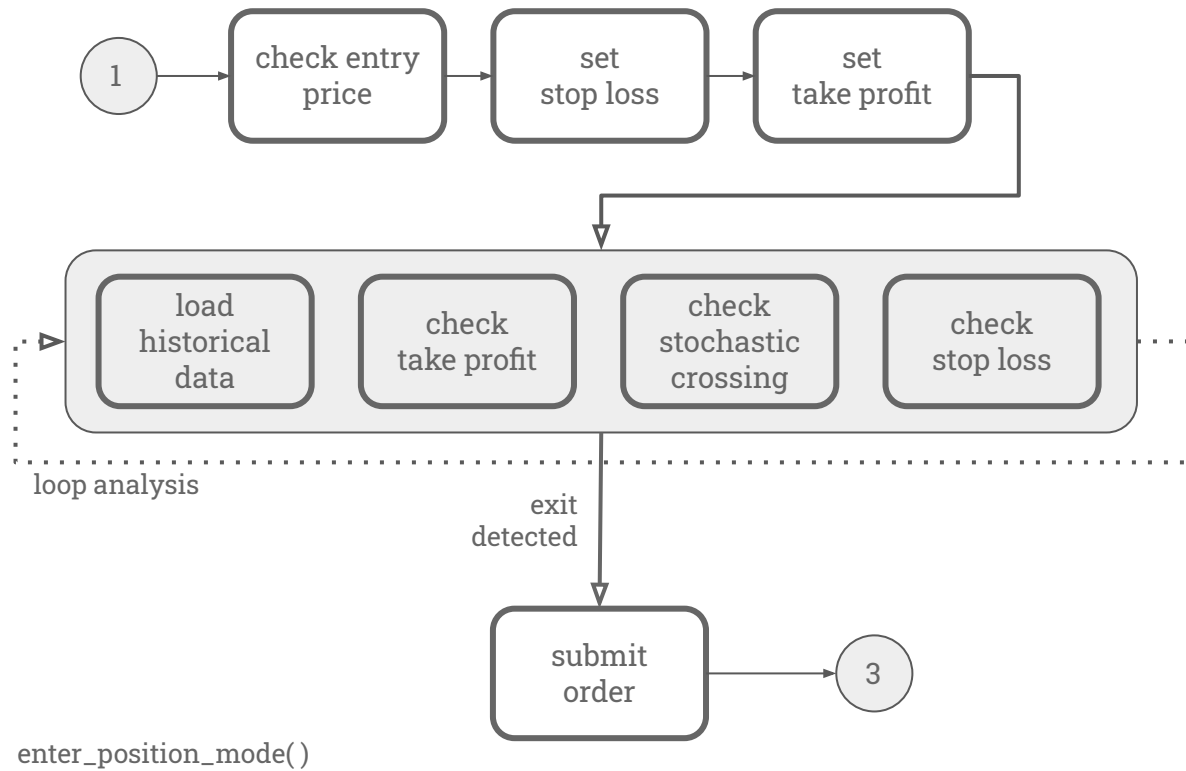 1
check entry
price
set
stop loss
set
take profit
load
historical
data
check
take profit
check
stochastic
crossing
check
stop loss
loop analysis
exit
detected
submit
order
3
enter_position_mode( )